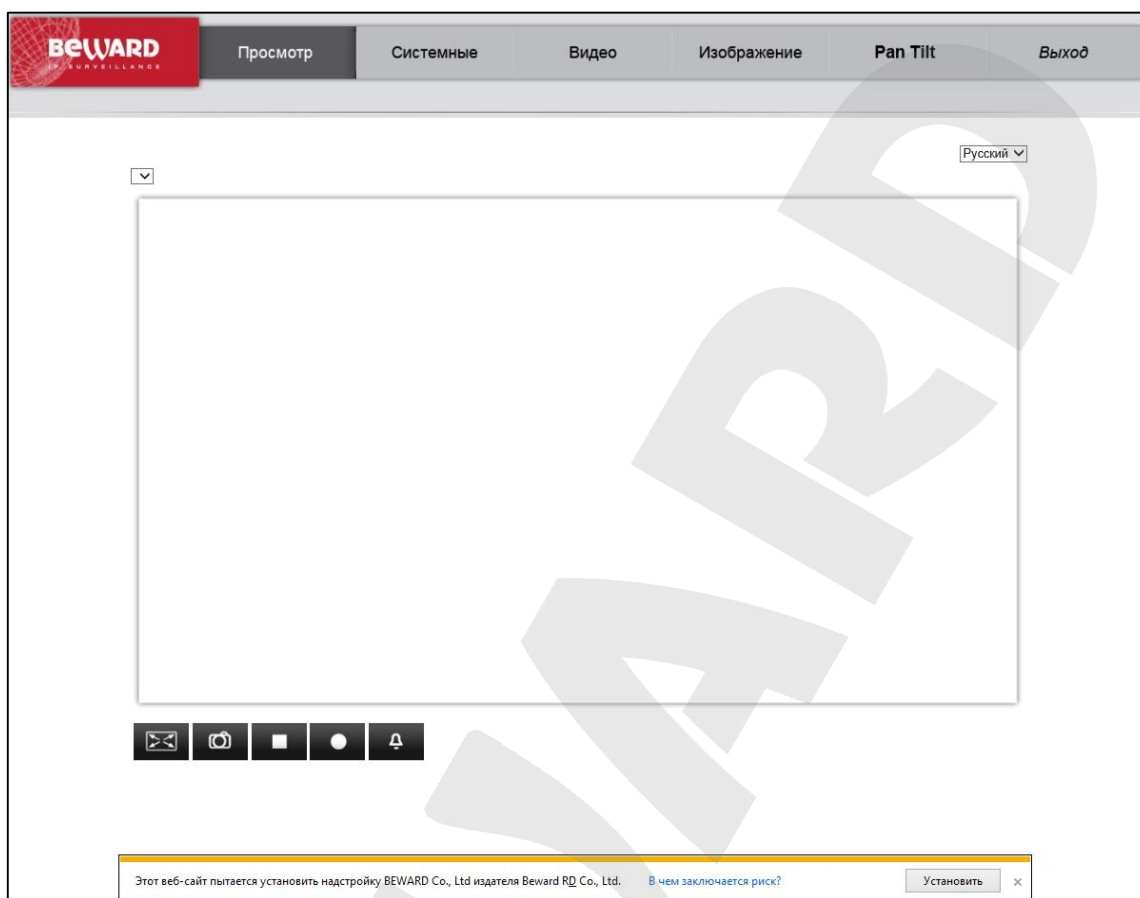 BEWARD
IP SURVEILLANCE
Просмотр Системные Видео Изображение Pan Tilt Выход
Русский
Этот веб-сайт пытается установить надстройку BEWARD Co., Ltd издателя Beward RD Co., Ltd. В чем заключается риск? Установить ×